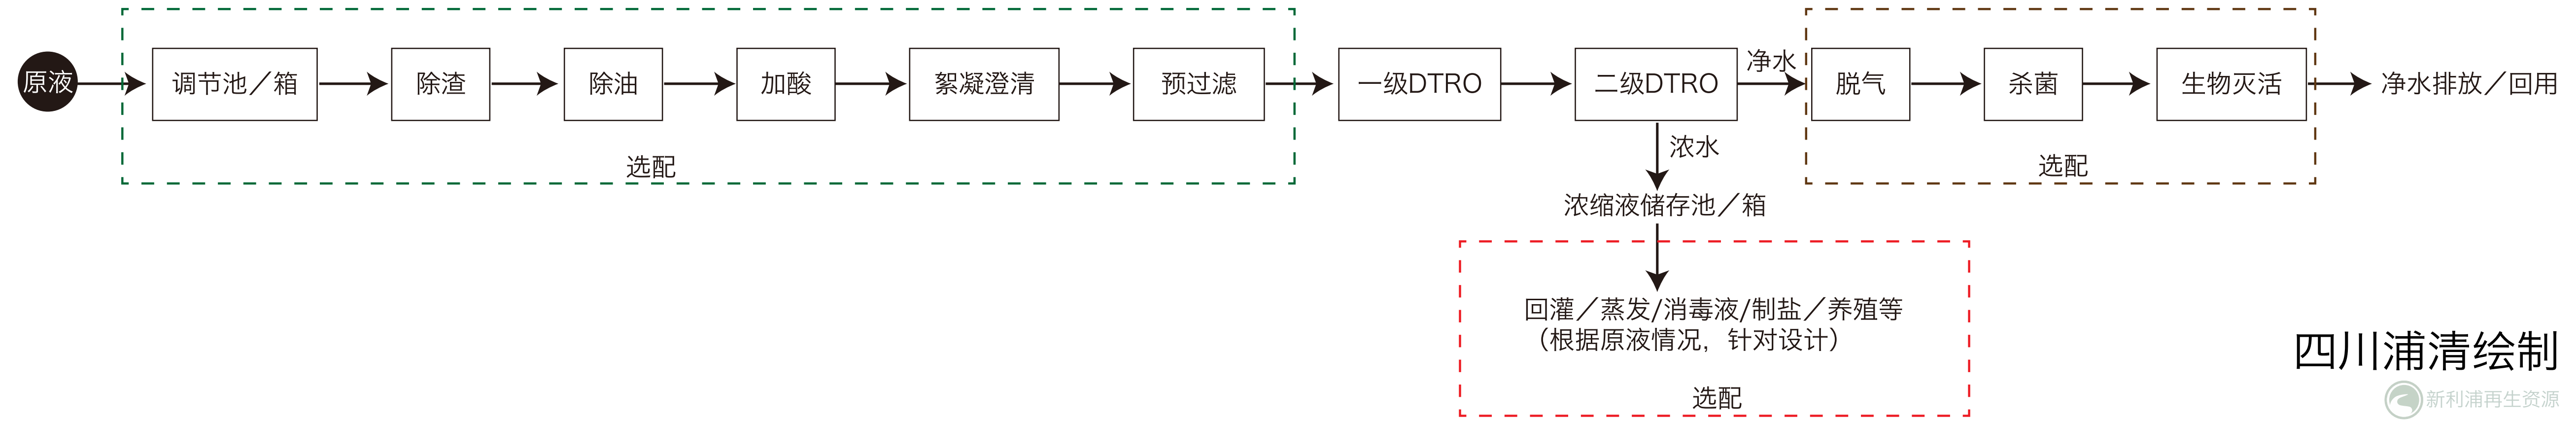 原液
调节池／箱
除渣
除油
加酸
絮凝澄清
预过滤
选配
一级DTRO
二级DTRO
净水
脱气
杀菌
生物灭活
选配
净水排放／回用
浓水
浓缩液储存池／箱
回灌／蒸发/消毒液/制盐／养殖等
（根据原液情况，针对设计）
选配
四川浦清绘制
新利浦再生资源